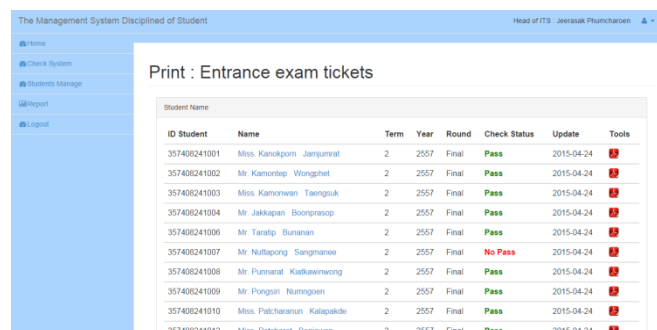 The Management System Disciplined of Student
Head of ITS : Jeerasak Phumcharoen
Home
Check System
Students Manage
Report
Logout
Print : Entrance exam tickets
Student Name
ID Student Name Term Year Round Check Status Update Tools
357408241001 Miss. Kanokporn Jamjumrat 2 2557 Final Pass 2015-04-24
357408241002 Mr. Kamontep Wongphet 2 2557 Final Pass 2015-04-24
357408241003 Miss. Kamonwan Taengsuk 2 2557 Final Pass 2015-04-24
357408241004 Mr. Jakkapan Boonprasop 2 2557 Final Pass 2015-04-24
357408241006 Mr. Taratip Bunanan 2 2557 Final Pass 2015-04-24
357408241007 Mr. Nuttapong Sangmanee 2 2557 Final No Pass 2015-04-24
357408241008 Mr. Punnarat Kiatkawinwong 2 2557 Final Pass 2015-04-24
357408241009 Mr. Pongsiri Numngoen 2 2557 Final Pass 2015-04-24
357408241010 Miss. Patcharanun Kalapakde 2 2557 Final Pass 2015-04-24
2 2557 Final Pass 2015-04-24